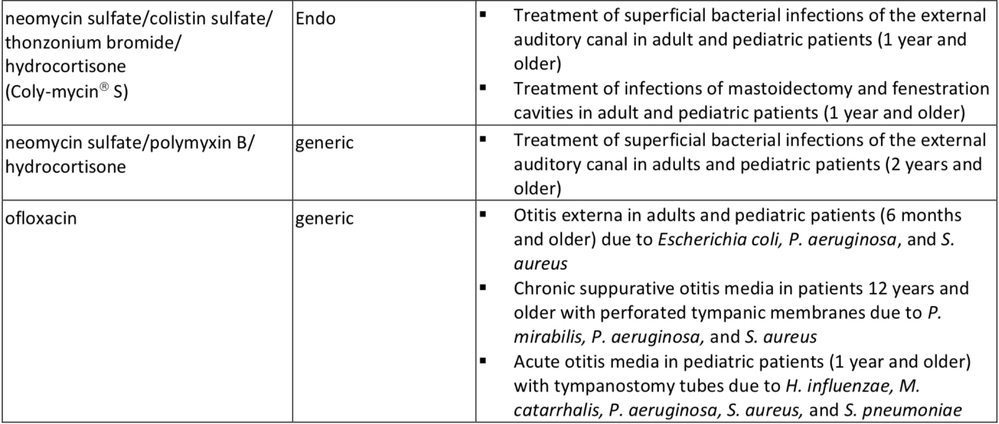 neomycin sulfate/colistin sulfate/
thonzonium bromide/
hydrocortisone
(Coly-mycin® S)
Endo
▪ Treatment of superficial bacterial infections of the external
auditory canal in adult and pediatric patients (1 year and
older)
▪ Treatment of infections of mastoidectomy and fenestration
cavities in adult and pediatric patients (1 year and older)
neomycin sulfate/polymyxin B/
hydrocortisone
generic
▪ Treatment of superficial bacterial infections of the external
auditory canal in adults and pediatric patients (2 years and
older)
ofloxacin
generic
▪ Otitis externa in adults and pediatric patients (6 months
and older) due to Escherichia coli, P. aeruginosa, and S.
aureus
▪ Chronic suppurative otitis media in patients 12 years and
older with perforated tympanic membranes due to P.
mirabilis, P. aeruginosa, and S. aureus
▪ Acute otitis media in pediatric patients (1 year and older)
with tympanostomy tubes due to H. influenzae, M.
catarrhalis, P. aeruginosa, S. aureus, and S. pneumoniae